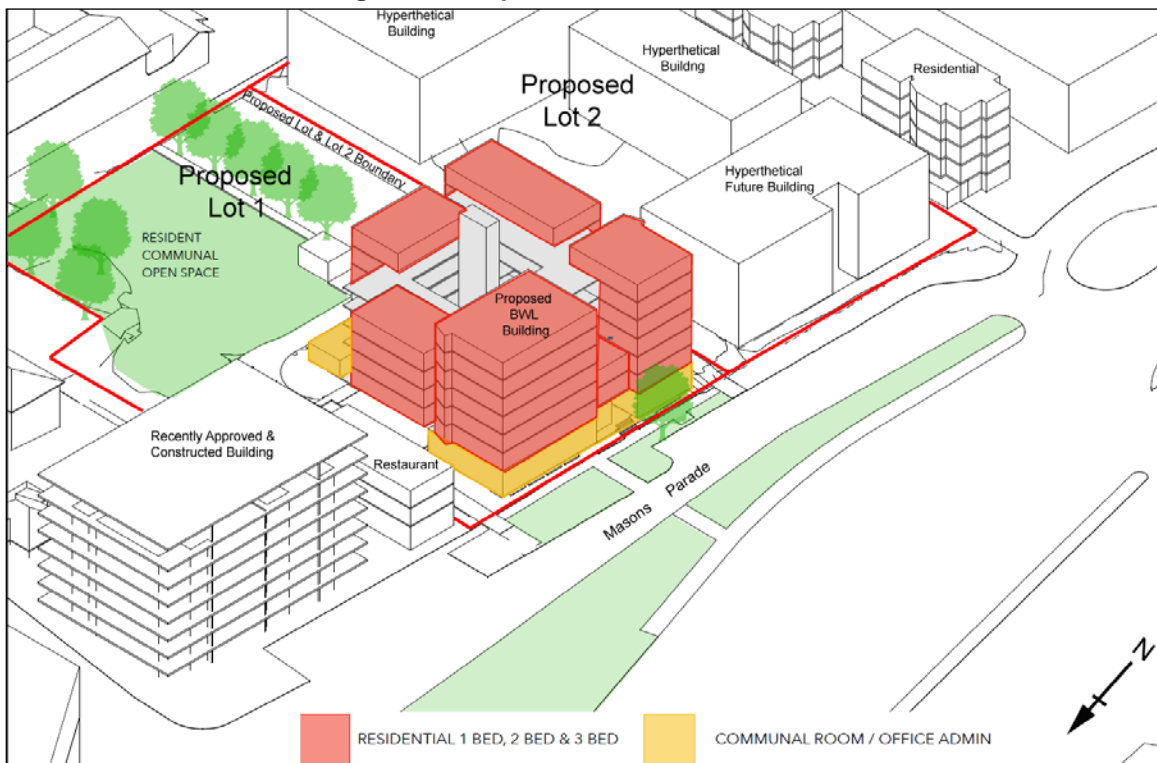 Hyperthetical
Building
Proposed
Lot 2
Hyperthetical
Buildng
Residential
Proposed Lot & Lot 2 Boundary
Proposed
Lot 1
Hyperthetical
Future Building
RESIDENT
COMMUNAL
OPEN SPACE
Proposed
BWL
Building
Recently Approved &
Constructed Building
Restaurant
Masons Parade
N
RESIDENTIAL 1 BED, 2 BED & 3 BED
COMMUNAL ROOM / OFFICE ADMIN